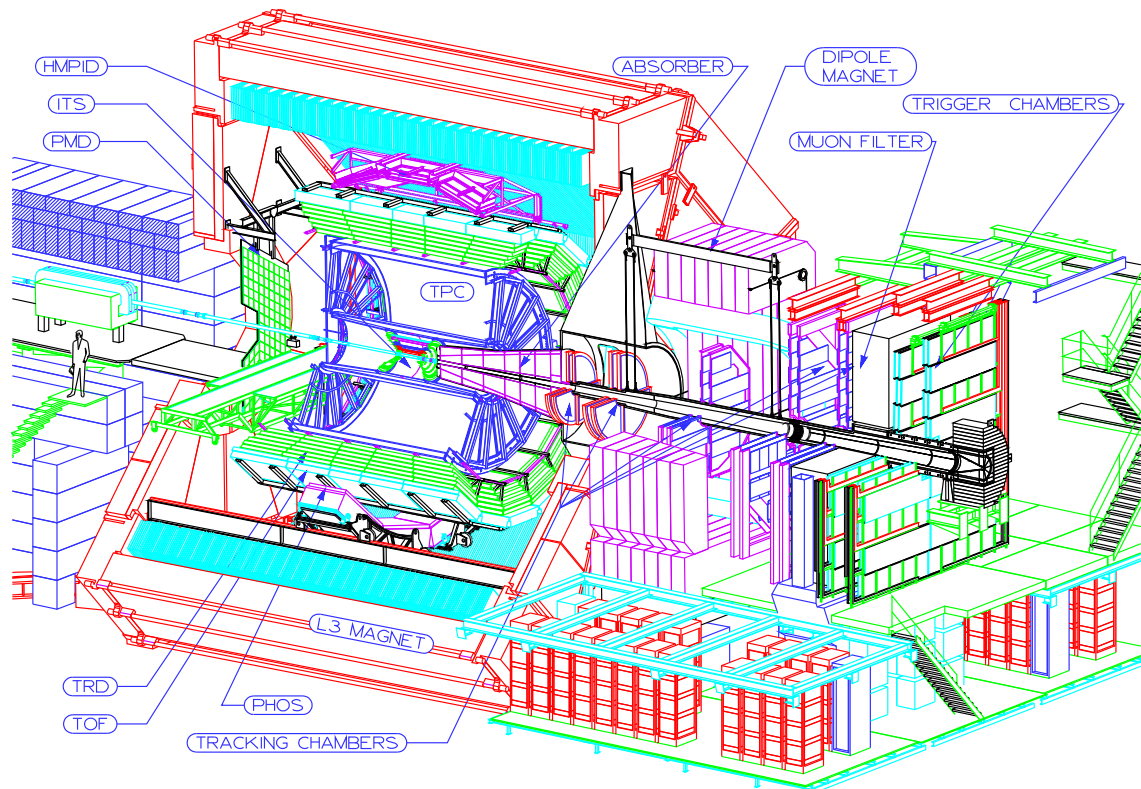 HMPID
ITS
PMD
ABSORBER
DIPOLE
MAGNET
TRIGGER CHAMBERS
MUON FILTER
TPC
L3 MAGNET
TRD
TOF
PHOS
TRACKING CHAMBERS